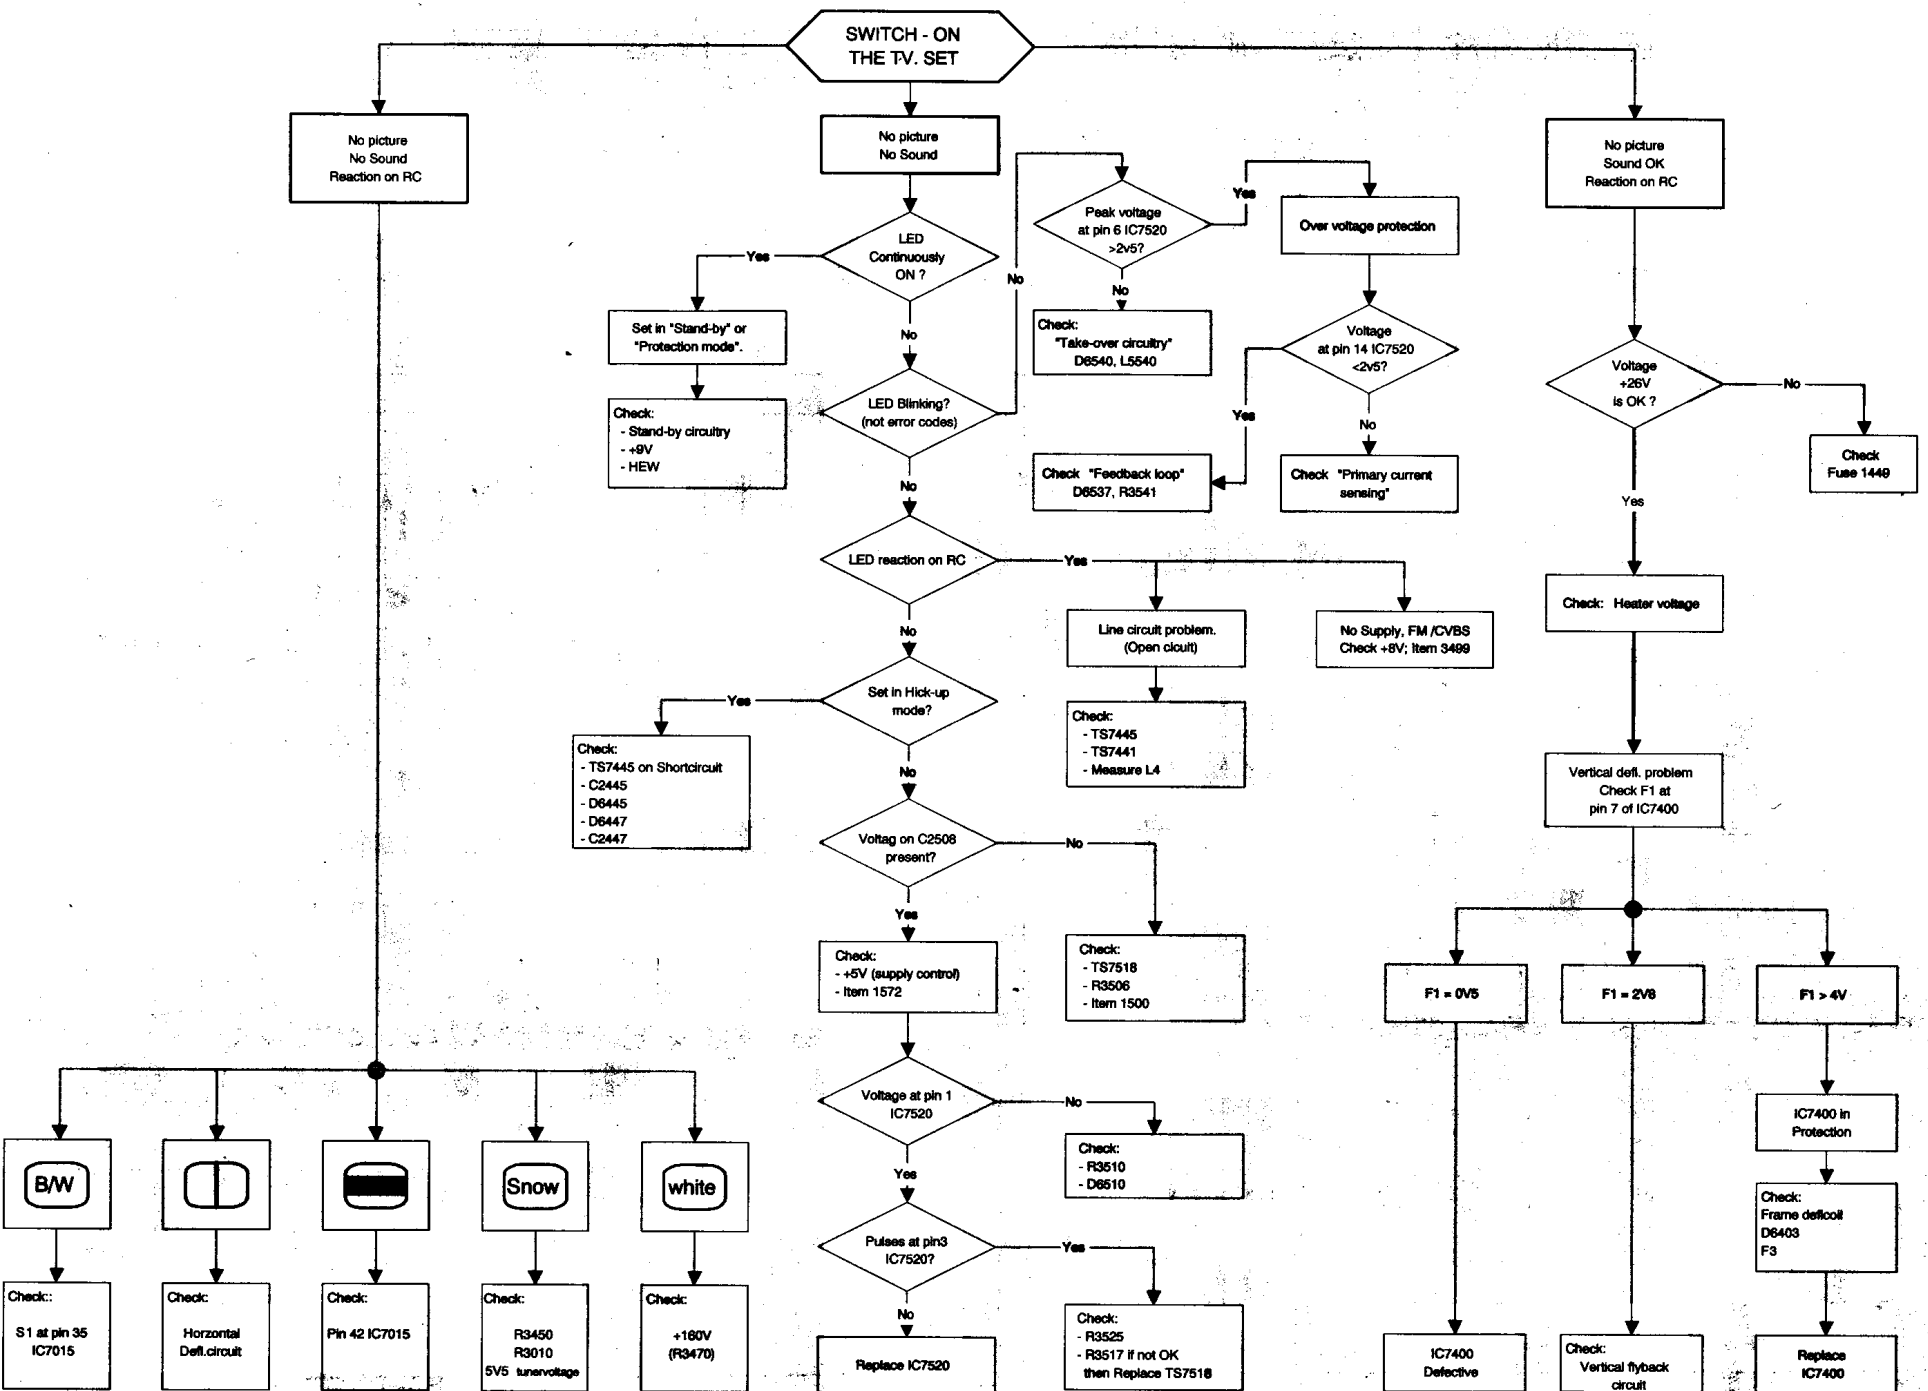 SWITCH - ON
THE T.V. SET
No picture
No Sound
Reaction on RC
No picture
No Sound
No picture
Sound OK
Reaction on RC
LED
Continuously
ON ?
Yes
No
Set in "Stand-by" or
"Protection mode".
Check:
- Stand-by circuitry
- +9V
- HEW
LED Blinking?
(not error codes)
No
No
Peak voltage
at pin 6 IC7520
>2v5?
Yes
No
Check:
"Take-over circuitry"
D6540, L5540
Over voltage protection
Voltage
at pin 14 IC7520
<2v5?
Yes
No
Check "Feedback loop"
D6537, R3541
Check "Primary current
sensing"
Voltage
+26V
is OK ?
No
Yes
Check
Fuse 1449
LED reaction on RC
Yes
No
Line circuit problem.
(Open cicuit)
No Supply, FM /CVBS
Check +8V; Item 3499
Check: Heater voltage
Set in Hick-up
mode?
Yes
No
Check:
- TS7445 on Shortcircuit
- C2445
- D6445
- D6447
- C2447
Check:
- TS7445
- TS7441
- Measure L4
Vertical defl. problem
Check F1 at
pin 7 of IC7400
Voltag on C2508
present?
No
Yes
Check:
- +5V (supply control)
- Item 1572
Check:
- TS7518
- R3506
- Item 1500
F1 = 0V5
F1 = 2V8
F1 > 4V
Voltage at pin 1
IC7520
No
Yes
Check:
- R3510
- D6510
IC7400 in
Protection
B/W
Snow
white
Check:
Frame deflcoil
D6403
F3
Pulses at pin3
IC7520?
Yes
No
Check::
S1 at pin 35
IC7015
Check:
Horzontal
Defl.circuit
Check:
Pin 42 IC7015
Check:
R3450
R3010
5V5 tunervoltage
Check:
+160V
(R3470)
Replace IC7520
Check:
- R3525
- R3517 if not OK
then Replace TS7518
IC7400
Defective
Check:
Vertical flyback
circuit
Replace
IC7400